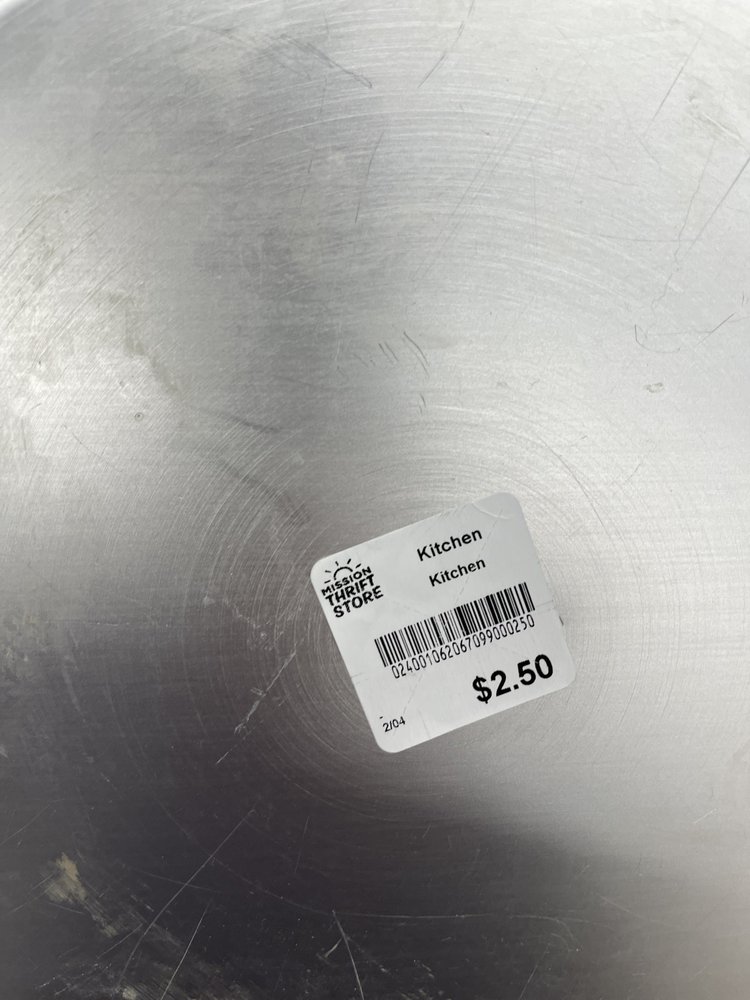 MISSION
THRIFT
STORE
Kitchen
Kitchen
024001062067099000250
$2.50
-
2/04